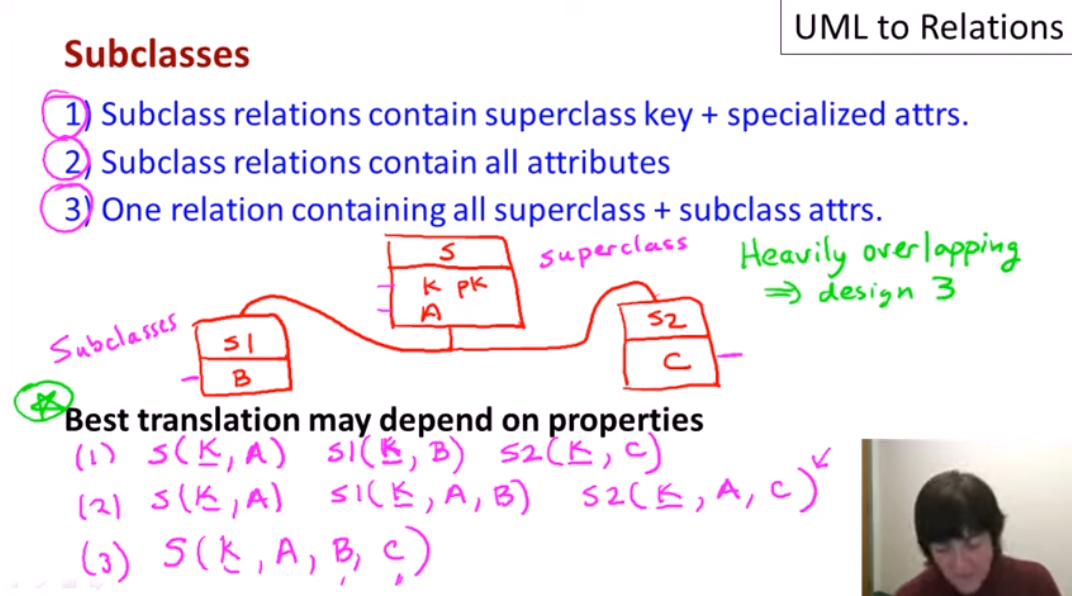 UML to Relations
Subclasses
1) Subclass relations contain superclass key + specialized attrs.
2) Subclass relations contain all attributes
3) One relation containing all superclass + subclass attrs.
S
K pK
A
superclass
Heavily overlapping
⇒ design 3
Subclasses
S1
B
S2
C
Best translation may depend on properties
(1) S(K, A) S1(K, B) S2(K, C)
(2) S(K, A) S1(K, A, B) S2(K, A, C)
(3) S(K, A, B, C)